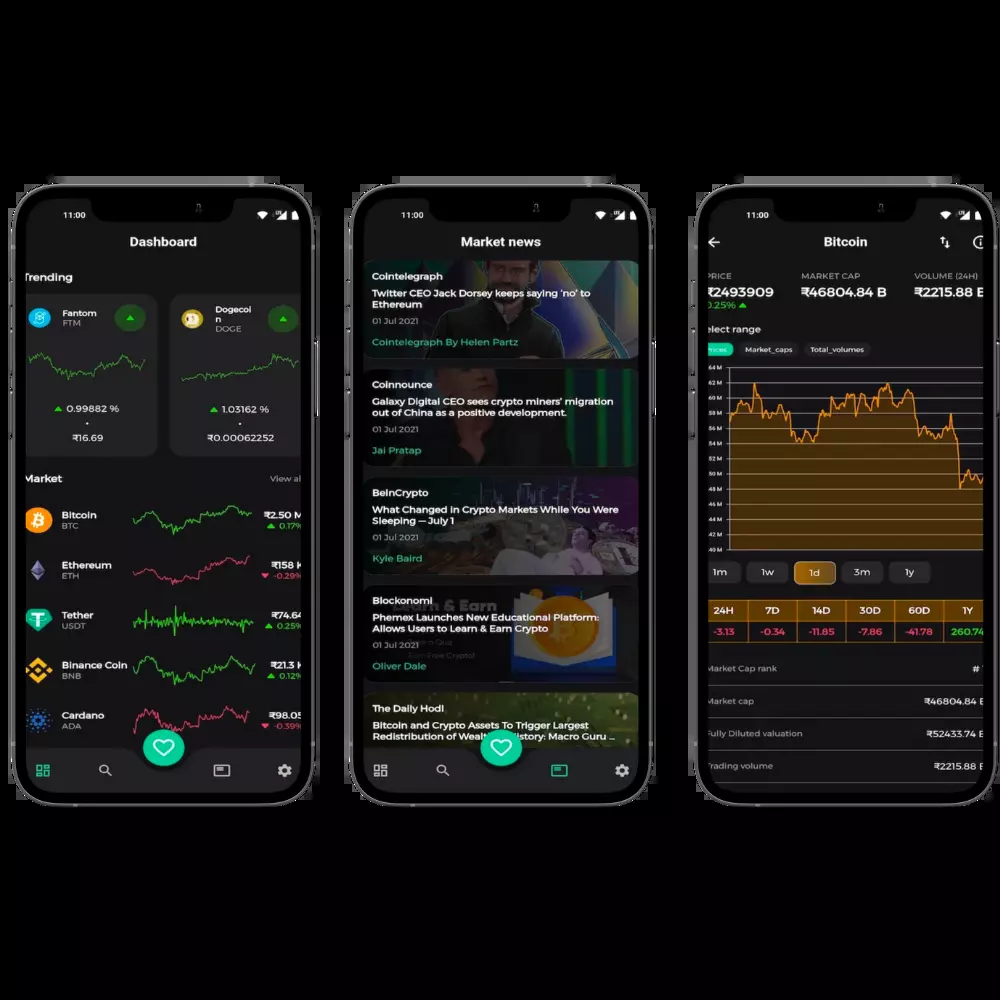 11:00
Dashboard
Trending
Fantom
FTM
Dogecoi
n
DOGE
0.99882 %
₹16.69
1.03162 %
₹0.00062252
Market
View al
Bitcoin
BTC
₹2.50 M
0.17%
Ethereum
ETH
₹158 K
-0.29%
Tether
USDT
₹74.64
0.25%
Binance Coin
BNB
₹21.3 K
0.12%
Cardano
ADA
₹98.05
-0.39%
11:00
Market news
Cointelegraph
Twitter CEO Jack Dorsey keeps saying ‘no’ to
Ethereum
01 Jul 2021
Cointelegraph By Helen Partz
Coinnounce
Galaxy Digital CEO sees crypto miners’ migration
out of China as a positive development.
01 Jul 2021
Jai Pratap
BeInCrypto
What Changed in Crypto Markets While You Were
Sleeping — July 1
01 Jul 2021
Kyle Baird
Blockonomi
Learn & Earn
Phemex Launches New Educational Platform:
Allows Users to Learn & Earn Crypto
01 Jul 2021
Free Crypto!
Oliver Dale
The Daily Hodl
Bitcoin and Crypto Assets To Trigger Largest
Redistribution of Wealt History: Macro Guru ...
11:00
Bitcoin
PRICE
MARKET CAP
VOLUME (24H)
₹2493909
₹46804.84 B
₹2215.88 B
0.25%
elect range
Prices
Market_caps
Total_volumes
64 M
62 M
60 M
59 M
56 M
54 M
52 M
50 M
48 M
46 M
44 M
42 M
40 M
1m
1w
1d
3m
1y
24H
7D
14D
30D
60D
1Y
-3.13
-0.34
-11.85
-7.86
-41.78
260.74
Market Cap rank
#
Market cap
₹46804.84 B
Fully Diluted valuation
₹52433.74 B
Trading volume
₹2215.88 B